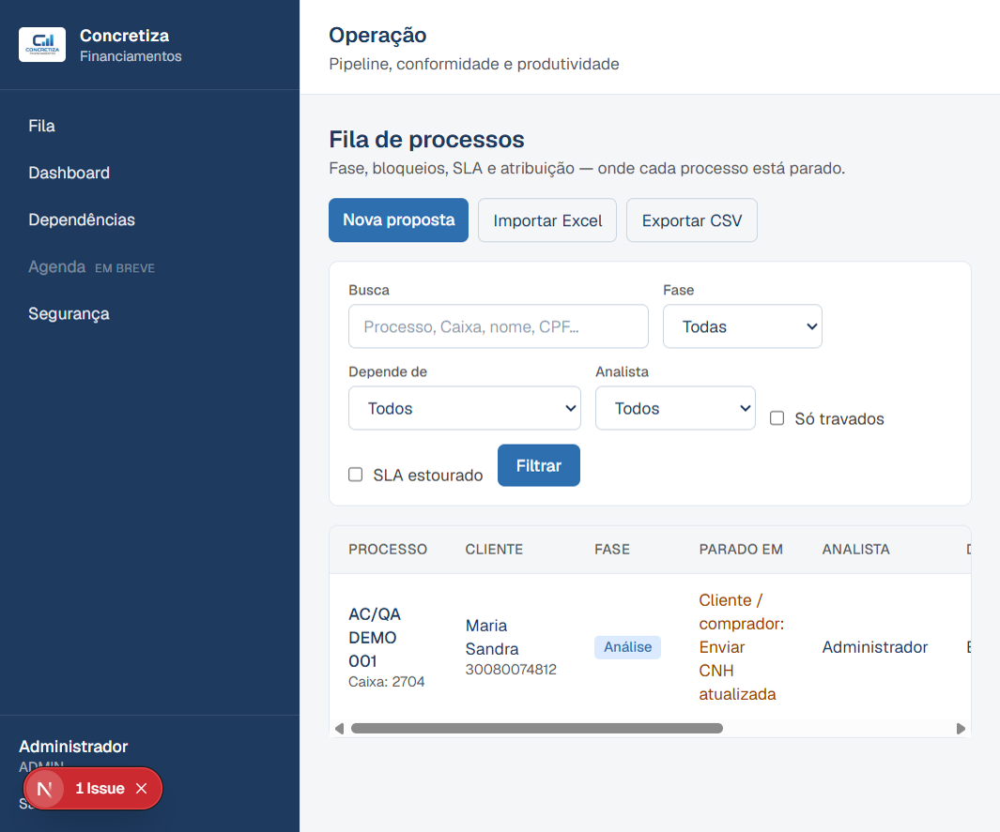 CONCRETIZA
Concretiza
Financiamentos
Fila
Dashboard
Dependências
Agenda EM BREVE
Segurança
Administrador
ADMIN
1 Issue
Operação
Pipeline, conformidade e produtividade
Fila de processos
Fase, bloqueios, SLA e atribuição — onde cada processo está parado.
Nova proposta Importar Excel Exportar CSV
Busca Fase
Processo, Caixa, nome, CPF... Todas
Depende de Analista
Todos Todos Só travados
SLA estourado Filtrar
PROCESSO CLIENTE FASE PARADO EM ANALISTA
AC/QA
DEMO
001
Caixa: 2704
Maria
Sandra
30080074812
Análise
Cliente /
comprador:
Enviar
CNH
atualizada
Administrador